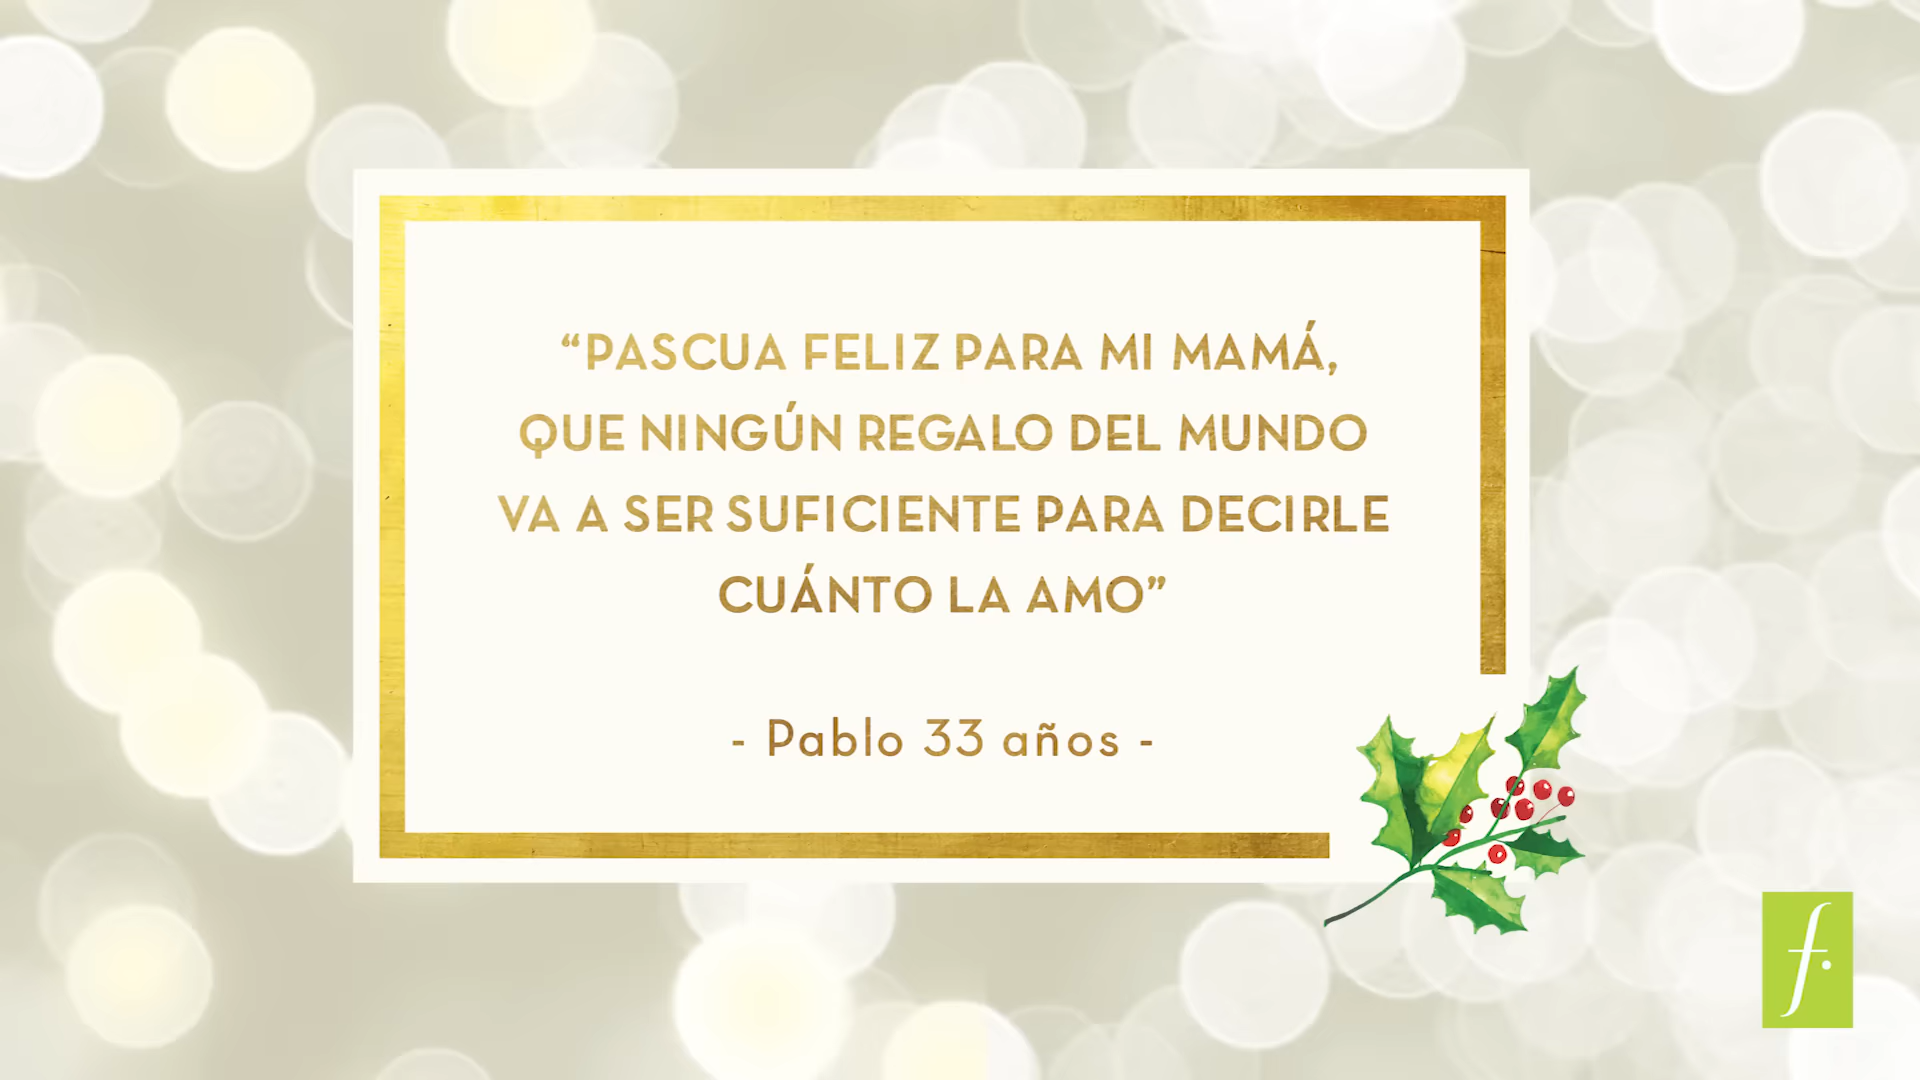 “PASCUA FELIZ PARA MI MAMÁ,
QUE NINGÚN REGALO DEL MUNDO
VA A SER SUFICIENTE PARA DECIRLE
CUÁNTO LA AMO”
- Pablo 33 años -
f.